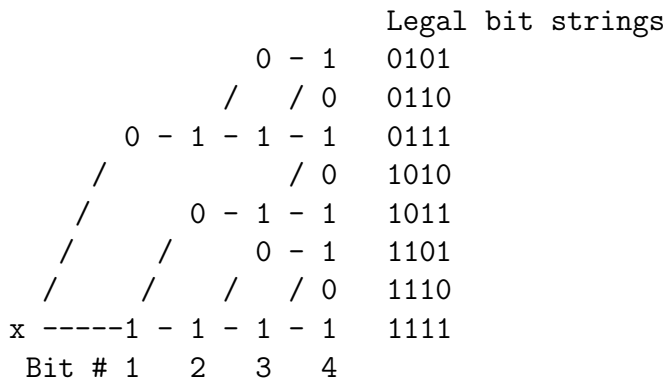 Legal bit strings
0 - 1 0101
/ / 0 0110
0 - 1 - 1 - 1 0111
/ / 0 1010
/ 0 - 1 - 1 1011
/ / 0 - 1 1101
/ / / / 0 1110
x -----1 - 1 - 1 - 1 1111
Bit # 1 2 3 4